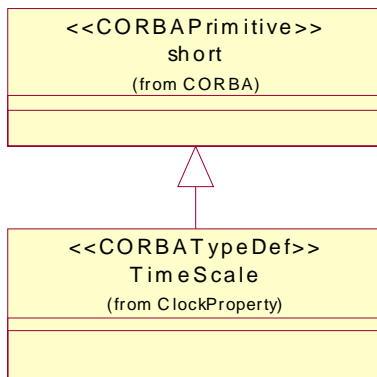 <<CORBAPrimitive>>
short
(from CORBA)
<<CORBATypeDef>>
TimeScale
(from ClockProperty)